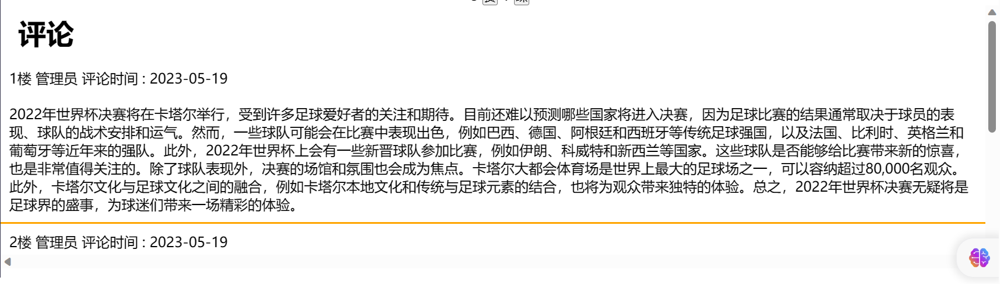 评论
1楼 管理员 评论时间 : 2023-05-19
2022年世界杯决赛将在卡塔尔举行，受到许多足球爱好者的关注和期待。目前还难以预测哪些国家将进入决赛，因为足球比赛的结果通常取决于球员的表
现、球队的战术安排和运气。然而，一些球队可能会在比赛中表现出色，例如巴西、德国、阿根廷和西班牙等传统足球强国，以及法国、比利时、英格兰和
葡萄牙等近年来的强队。此外，2022年世界杯上会有一些新晋球队参加比赛，例如伊朗、科威特和新西兰等国家。这些球队是否能够给比赛带来新的惊喜，
也是非常值得关注的。除了球队表现外，决赛的场馆和氛围也会成为焦点。卡塔尔大都会体育场是世界上最大的足球场之一，可以容纳超过80,000名观众。
此外，卡塔尔文化与足球文化之间的融合，例如卡塔尔本地文化和传统与足球元素的结合，也将为观众带来独特的体验。总之，2022年世界杯决赛无疑将是
足球界的盛事，为球迷们带来一场精彩的体验。
2楼 管理员 评论时间 : 2023-05-19